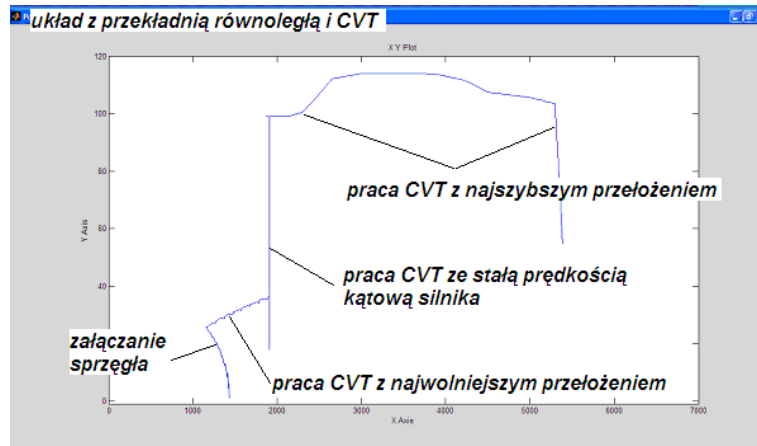 układ z przekładnią równoległą i CVT
X Y Plot
120
100
80
60
40
20
0
Y Axis
praca CVT z najszybszym przełożeniem
praca CVT ze stałą prędkością
kątową silnika
załączanie
sprzęgła
praca CVT z najwolniejszym przełożeniem
0 1000 2000 3000 4000 5000 6000 7000
X Axis